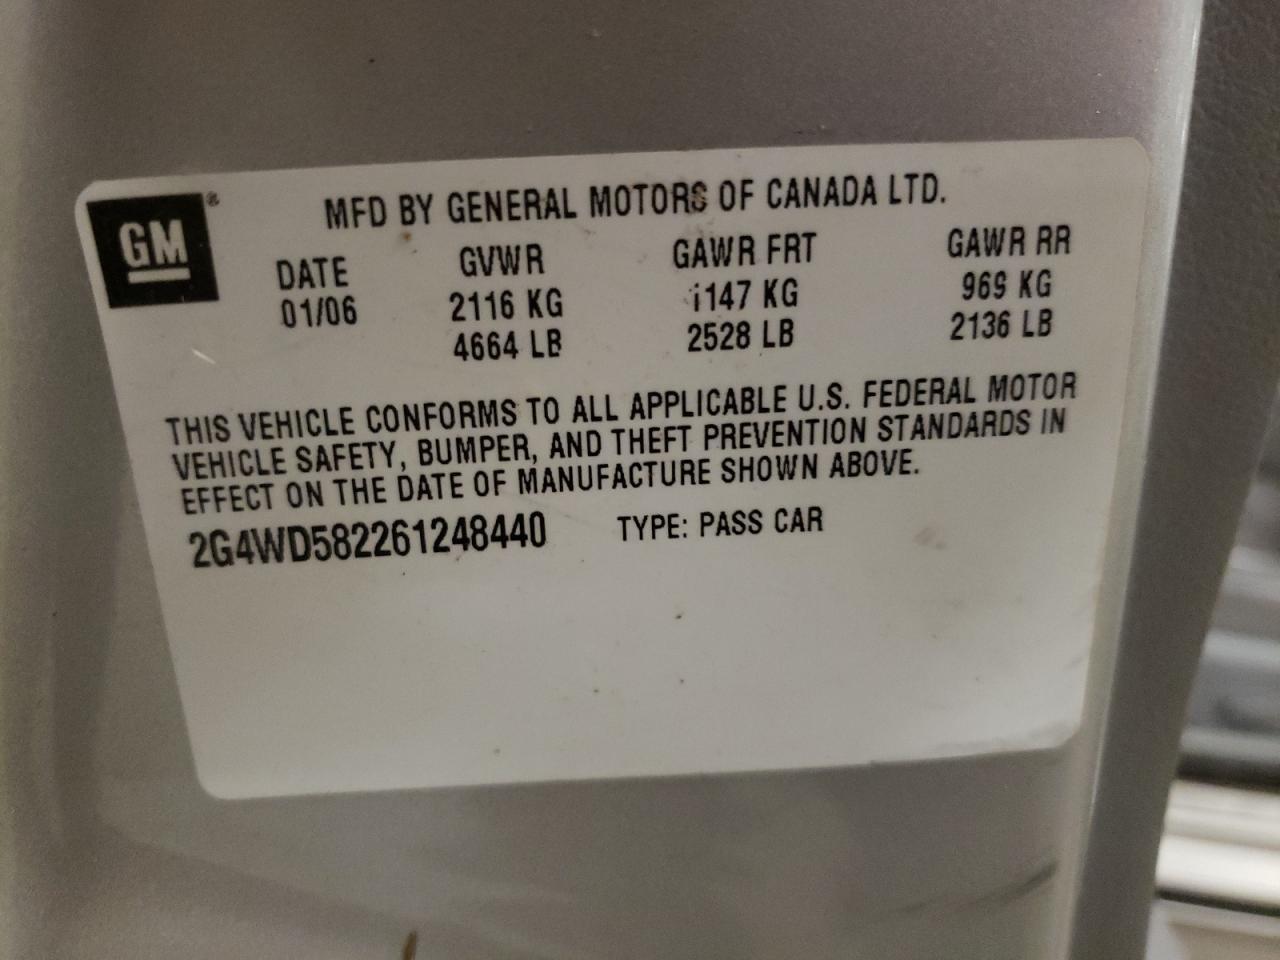 GM®
MFD BY GENERAL MOTORS OF CANADA LTD.
DATE GVWR GAWR FRT GAWR RR
01/06 2116 KG 1147 KG 969 KG
4664 LB 2528 LB 2136 LB
THIS VEHICLE CONFORMS TO ALL APPLICABLE U.S. FEDERAL MOTOR
VEHICLE SAFETY, BUMPER, AND THEFT PREVENTION STANDARDS IN
EFFECT ON THE DATE OF MANUFACTURE SHOWN ABOVE.
2G4WD582261248440 TYPE: PASS CAR